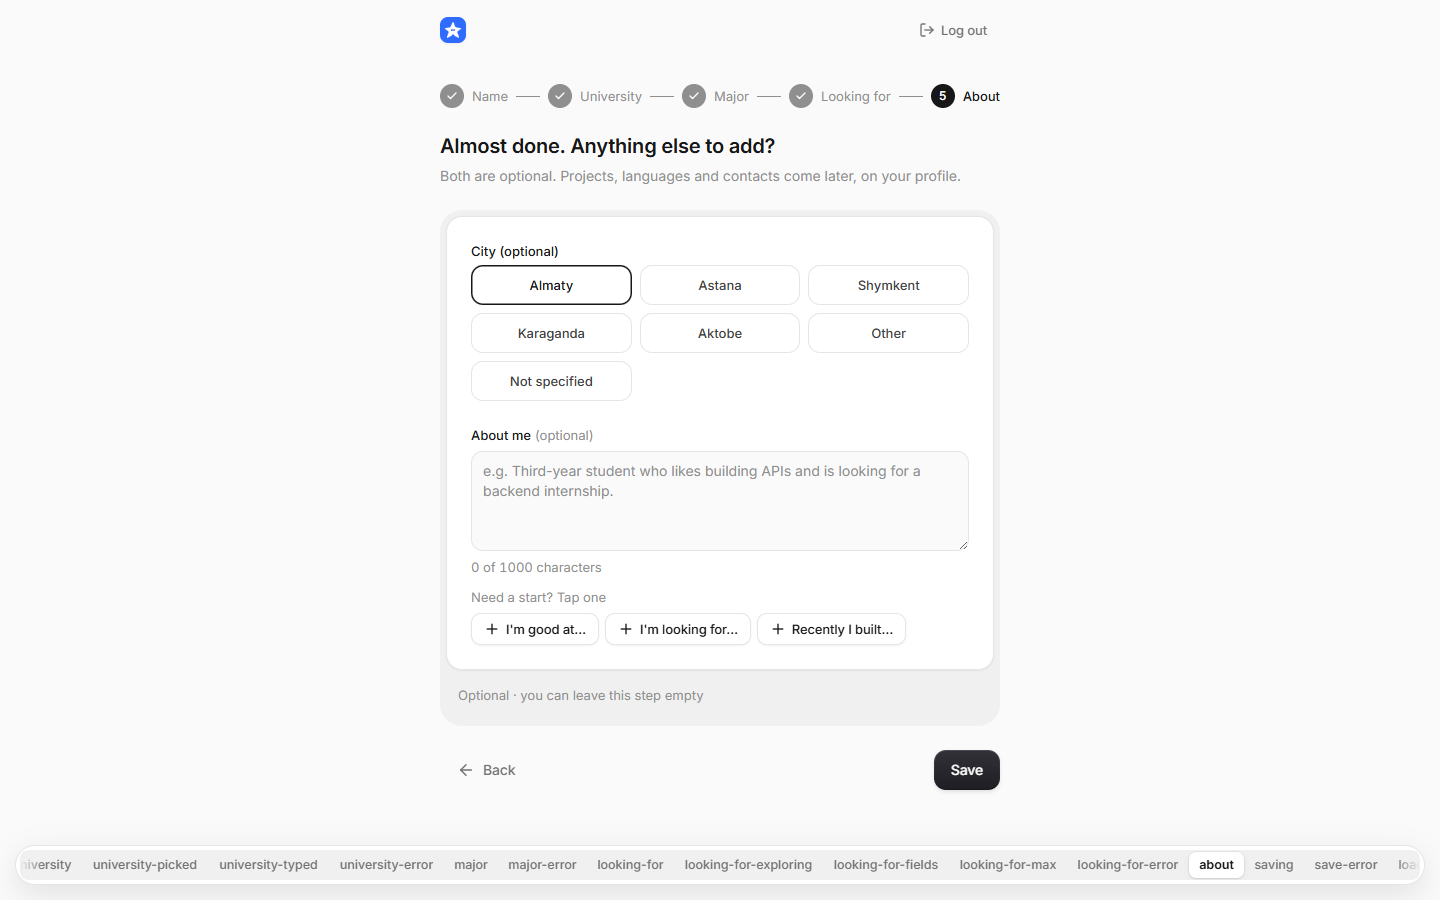 Log out
Name
University
Major
Looking for
5 About
Almost done. Anything else to add?
Both are optional. Projects, languages and contacts come later, on your profile.
City (optional)
Almaty
Astana
Shymkent
Karaganda
Aktobe
Other
Not specified
About me (optional)
e.g. Third-year student who likes building APIs and is looking for a
backend internship.
0 of 1000 characters
Need a start? Tap one
I'm good at...
I'm looking for...
Recently I built...
Optional · you can leave this step empty
Back
Save
university-picked
university-typed
university-error
major
major-error
looking-for
looking-for-exploring
looking-for-fields
looking-for-max
looking-for-error
about
saving
save-error